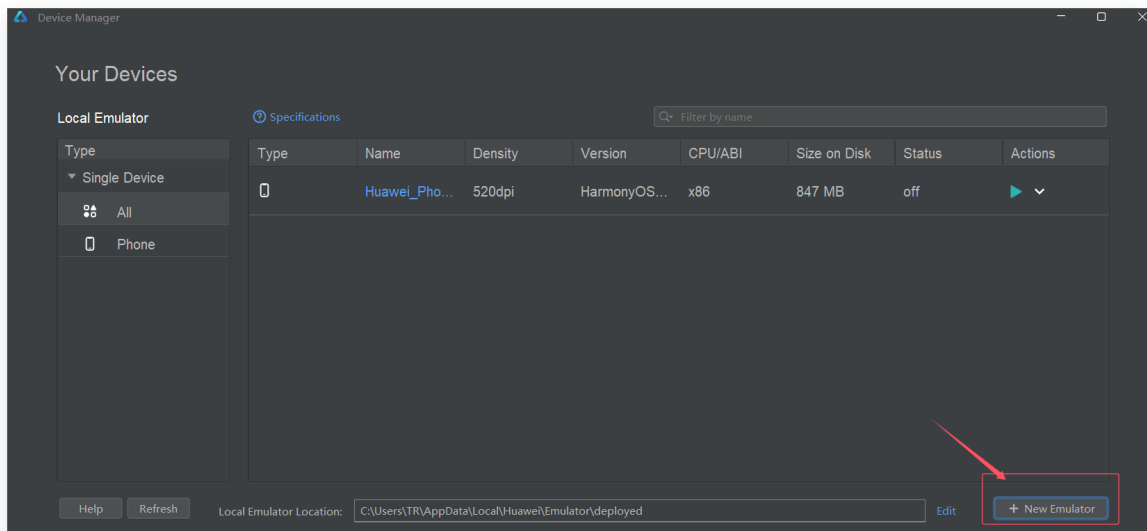 Device Manager
Your Devices
Local Emulator
Specifications
Filter by name
Type
Single Device
All
Phone
Type Name Density Version CPU/ABI Size on Disk Status Actions
Huawei_Pho... 520dpi HarmonyOS... x86 847 MB off
Help Refresh Local Emulator Location: C:\Users\TR\AppData\Local\Huawei\Emulator\deployed Edit + New Emulator